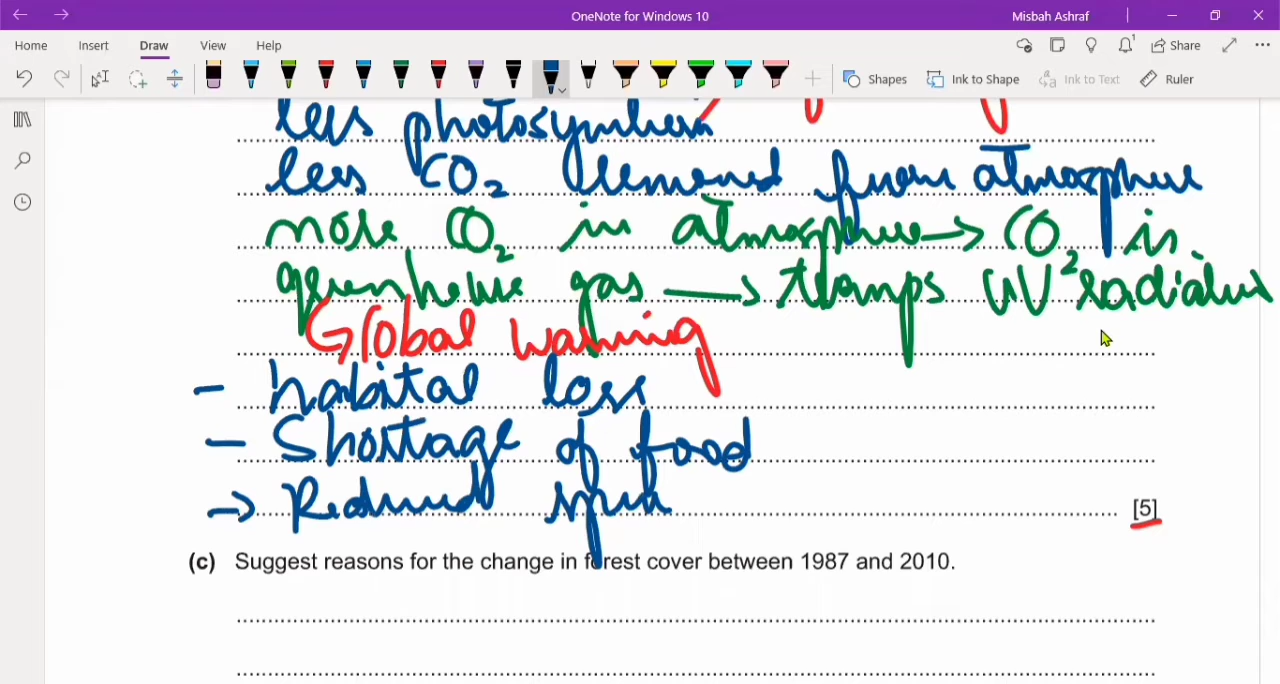 OneNote for Windows 10
Misbah Ashraf
Home Insert Draw View Help
Share
Shapes Ink to Shape Ink to Text Ruler
less photosynthesis
less CO2 removed from atmosphere
more CO2 in atmosphere → CO2 is
greenhouse gas → traps UV radiation
Global warming
- habital loss
- Shortage of food
→ Reduced
[5]
(c) Suggest reasons for the change in forest cover between 1987 and 2010.